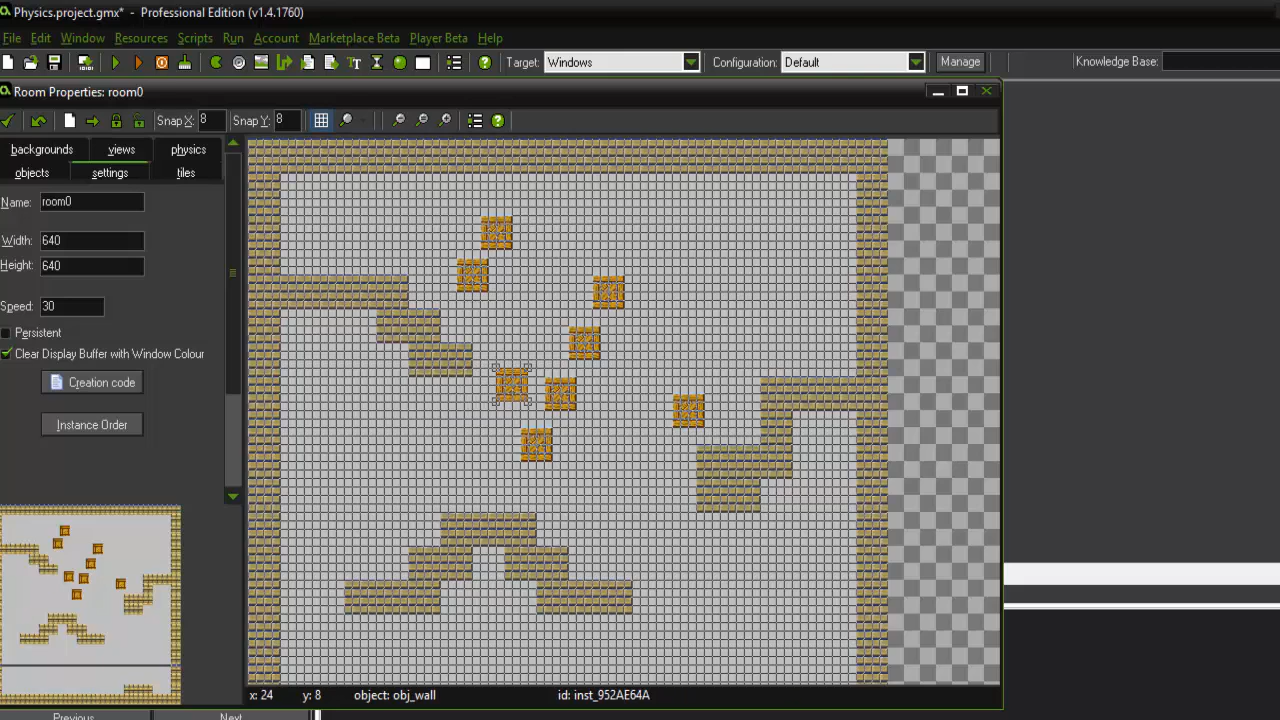 Physics.project.gmx* - Professional Edition (v1.4.1760)
File Edit Window Resources Scripts Run Account Marketplace Beta Player Beta Help
Target: Windows Configuration: Default Manage Knowledge Base:
Room Properties: room0
Snap X: 8 Snap Y: 8
backgrounds views physics
objects settings tiles
Name: room0
Width: 640
Height: 640
Speed: 30
Persistent
Clear Display Buffer with Window Colour
Creation code
Instance Order
x: 24 y: 8 object: obj_wall id: inst_952AE64A
Previous Next